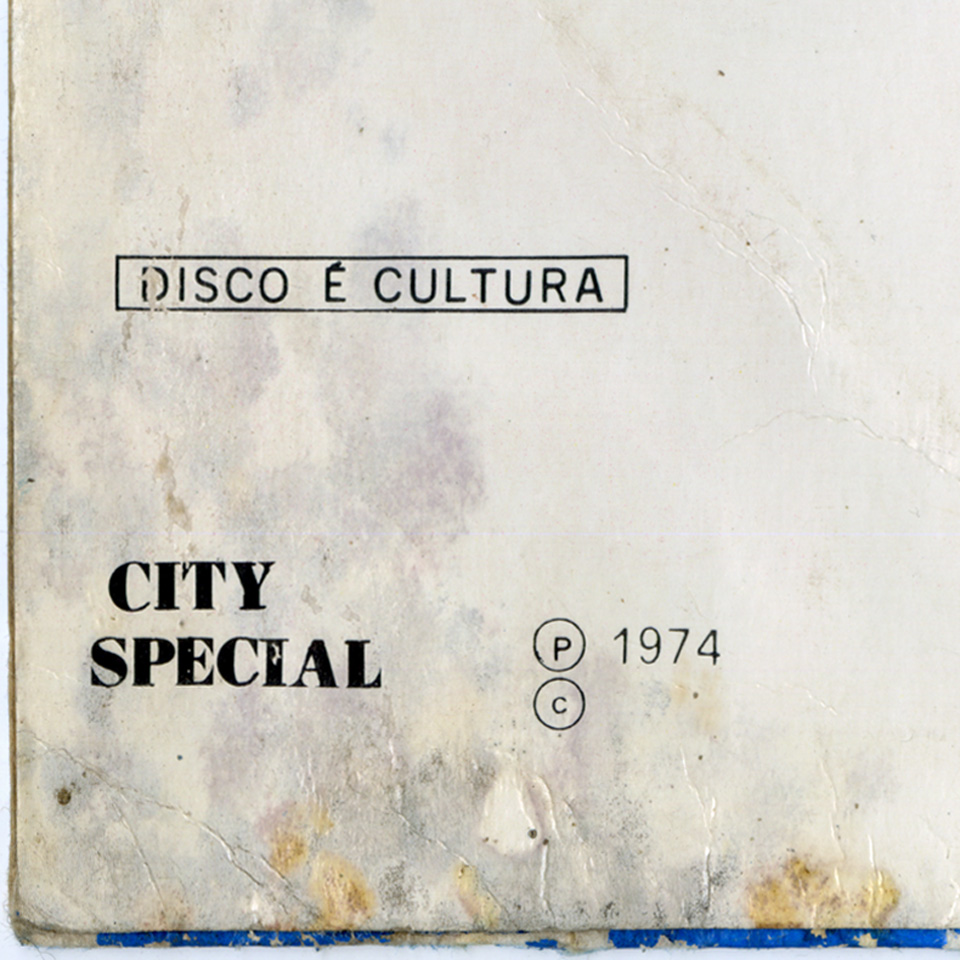 DISCO É CULTURA
CITY
SPECIAL
Ⓟ 1974
Ⓒ